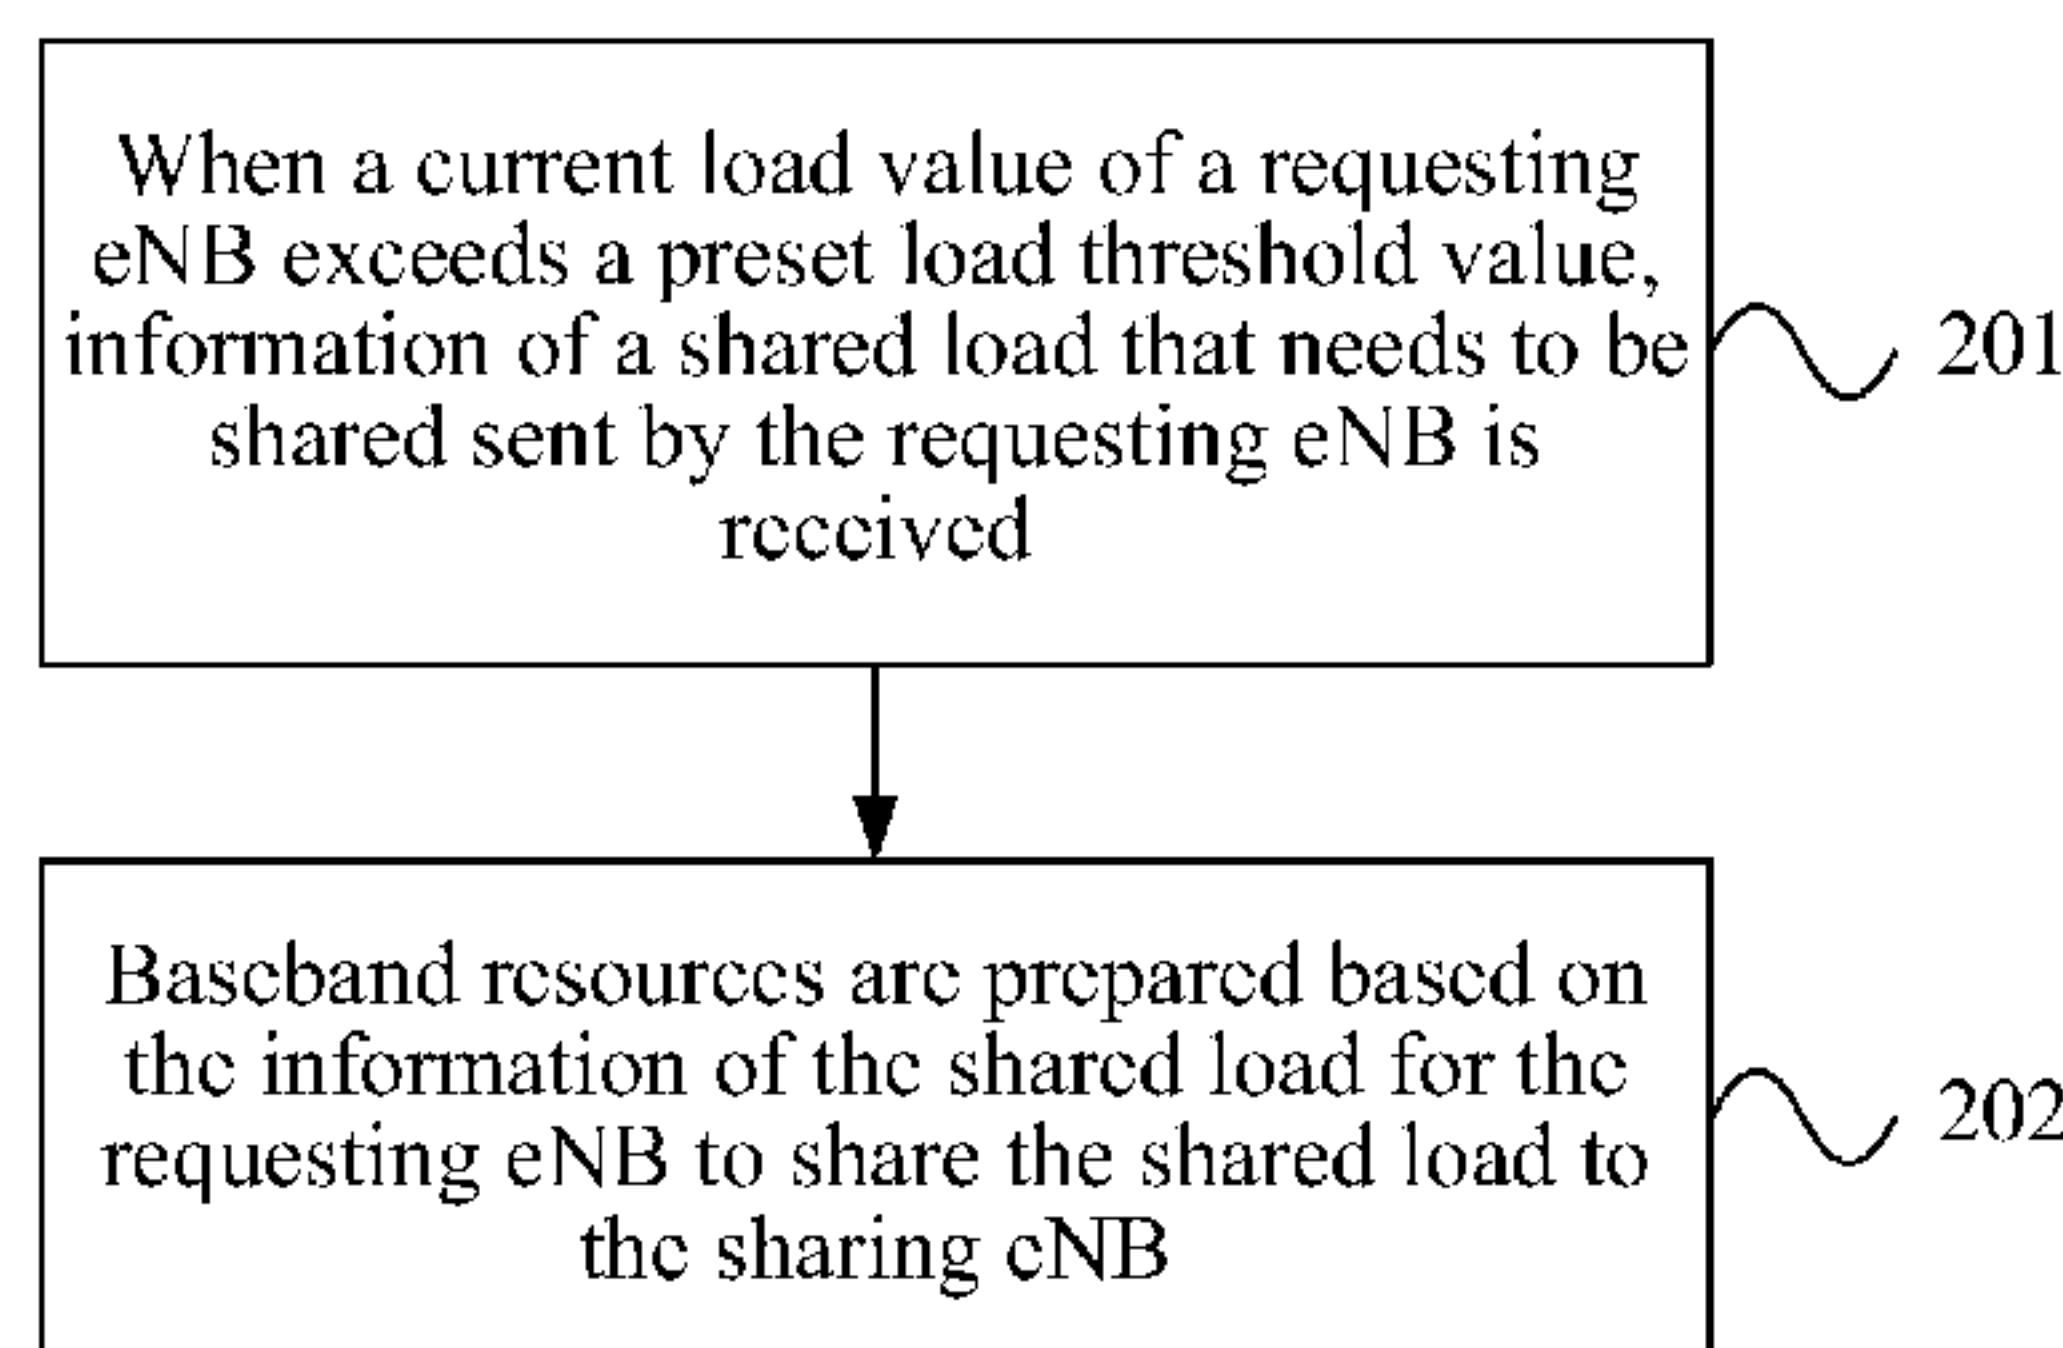 When a current load value of a requesting
eNB exceeds a preset load threshold value,
information of a shared load that needs to be
shared sent by the requesting eNB is
received
201
Baseband resources are prepared based on
the information of the shared load for the
requesting eNB to share the shared load to
the sharing eNB
202